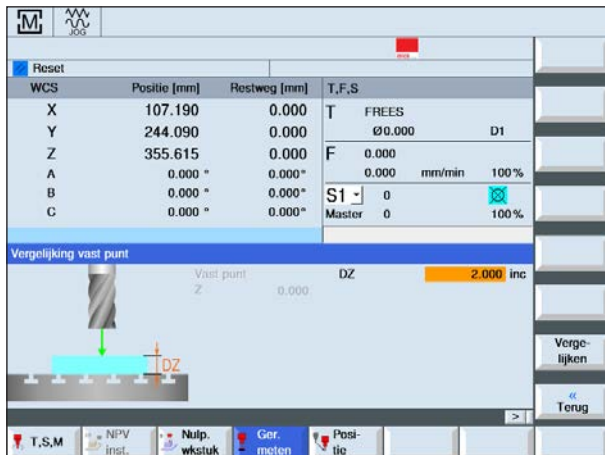 M JOG
Reset
WCS Positie [mm] Restweg [mm] T,F,S
X 107.190 0.000 T FREES
Y 244.090 0.000 Ø0.000 D1
Z 355.615 0.000 F 0.000
A 0.000 ° 0.000° 0.000 mm/min 100%
B 0.000 ° 0.000° S1 0
C 0.000 ° 0.000° Master 0 100%
Vergelijking vast punt
Vast punt DZ 2.000 inc
Z 0.000
DZ
Verge-
lijken
«
Terug
>
T,S,M NPV inst. Nulp. wkstuk Ger. meten Posi- tie